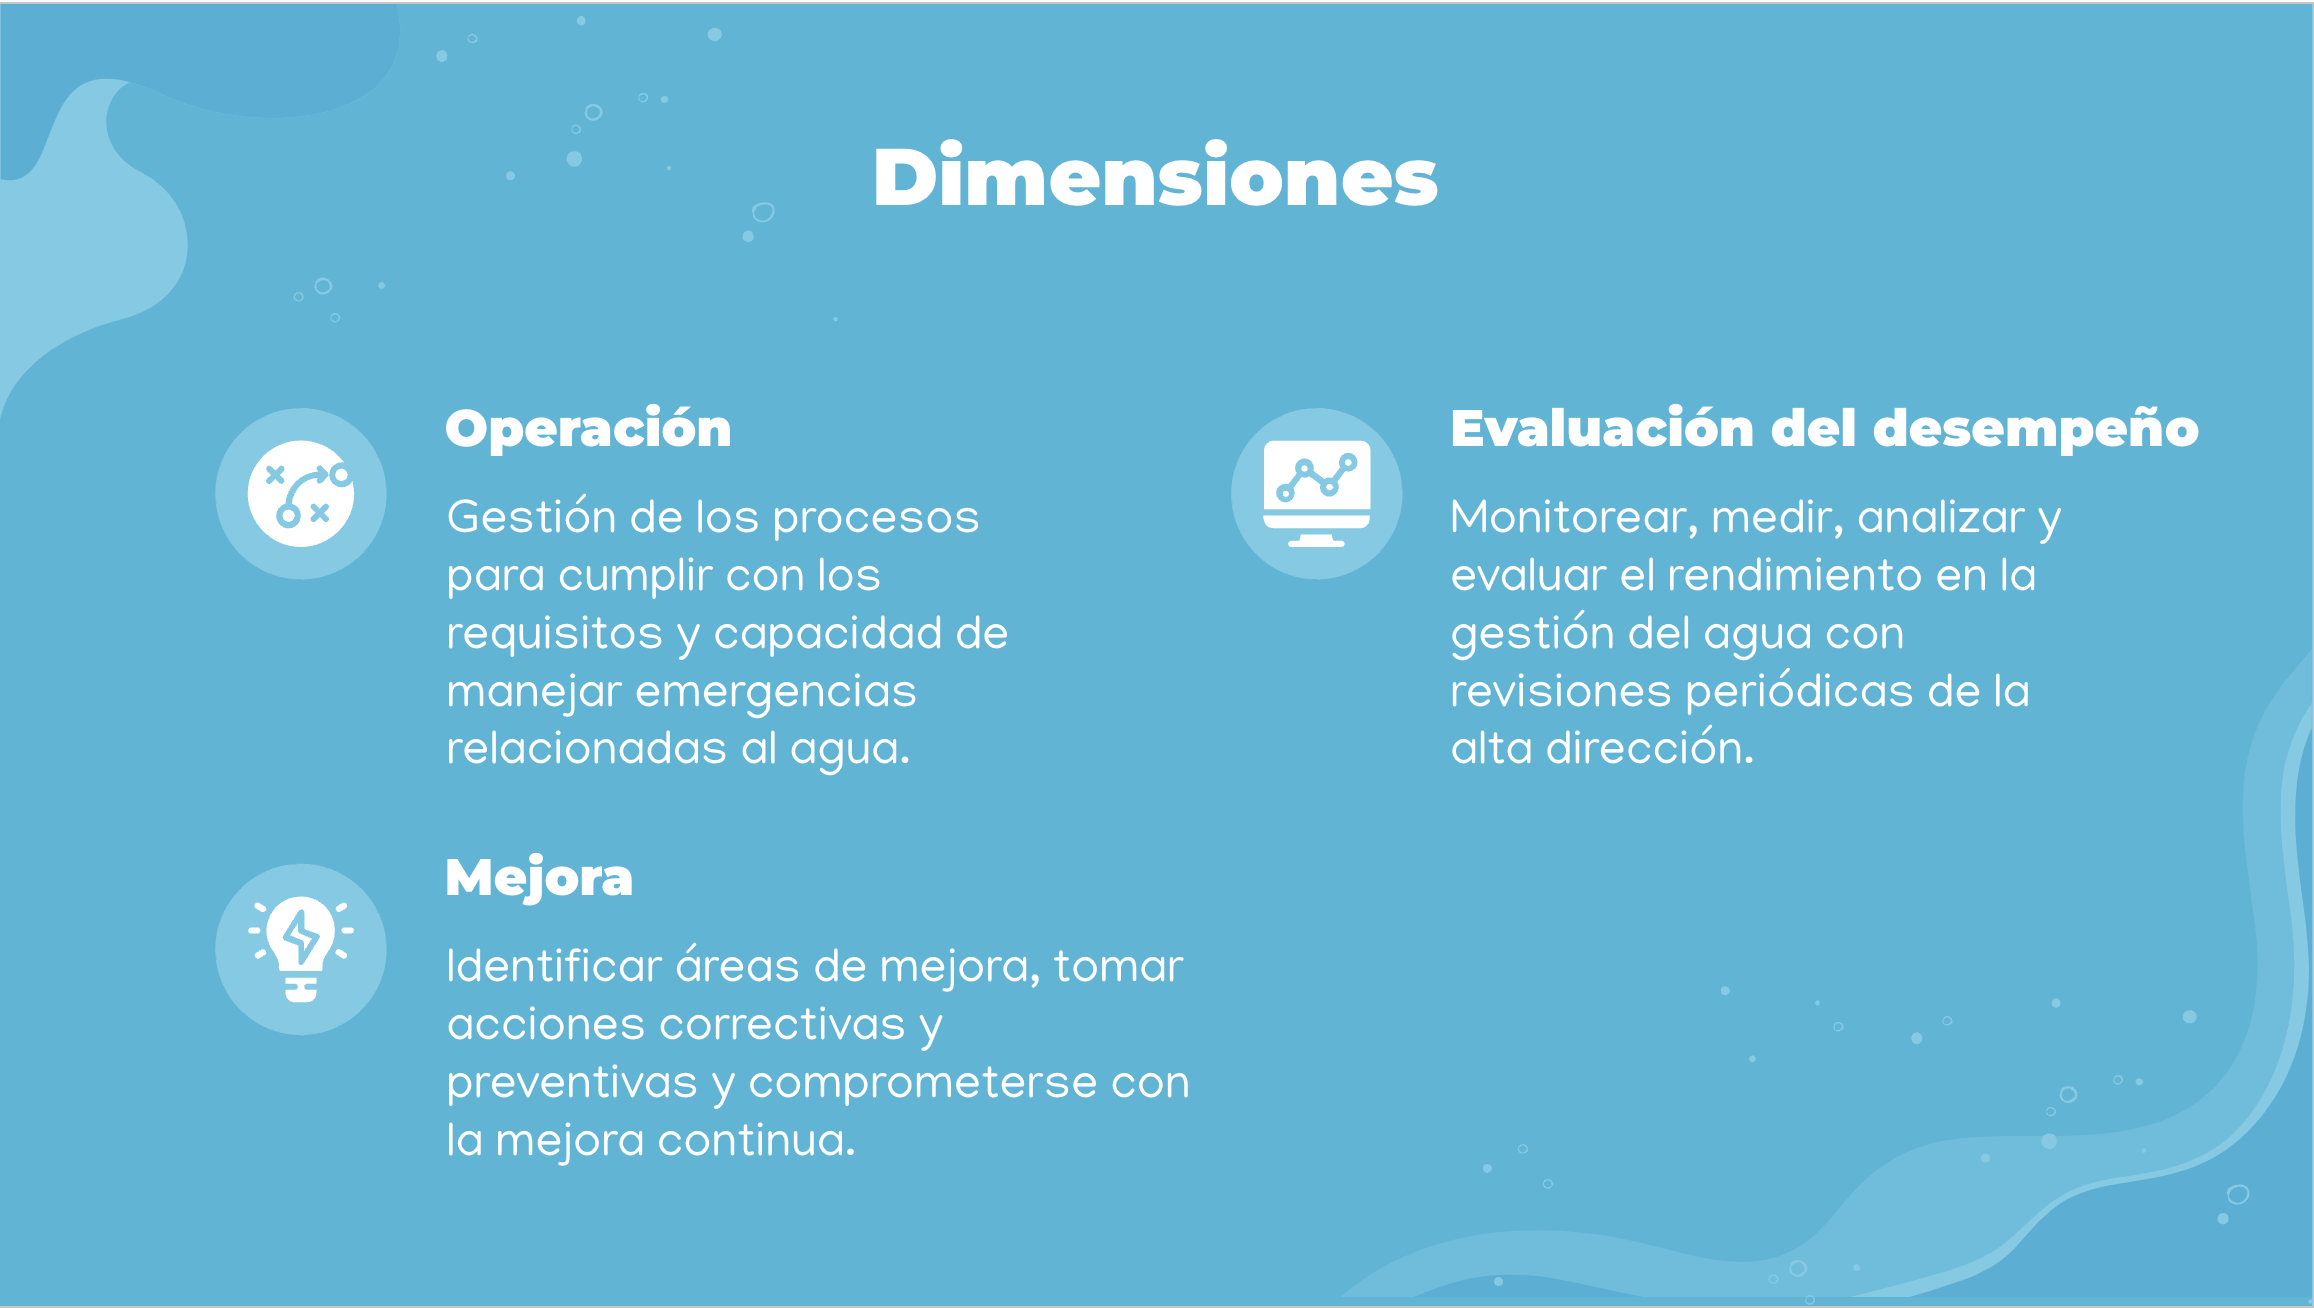 Dimensiones
Operación
Gestión de los procesos
para cumplir con los
requisitos y capacidad de
manejar emergencias
relacionadas al agua.
Evaluación del desempeño
Monitorear, medir, analizar y
evaluar el rendimiento en la
gestión del agua con
revisiones periódicas de la
alta dirección.
Mejora
Identificar áreas de mejora, tomar
acciones correctivas y
preventivas y comprometerse con
la mejora continua.